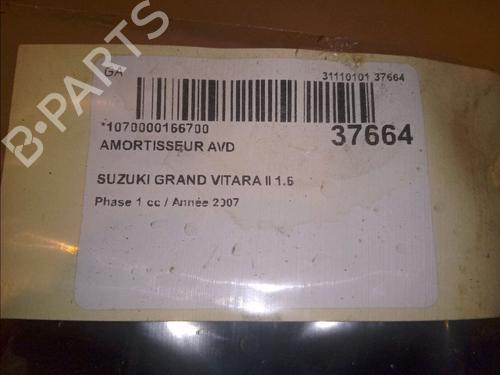 B-PARTS
GA
31110101 37664
*1070000166700
37664
AMORTISSEUR AVD
SUZUKI GRAND VITARA II 1.6
Phase 1 cc / Année 2007